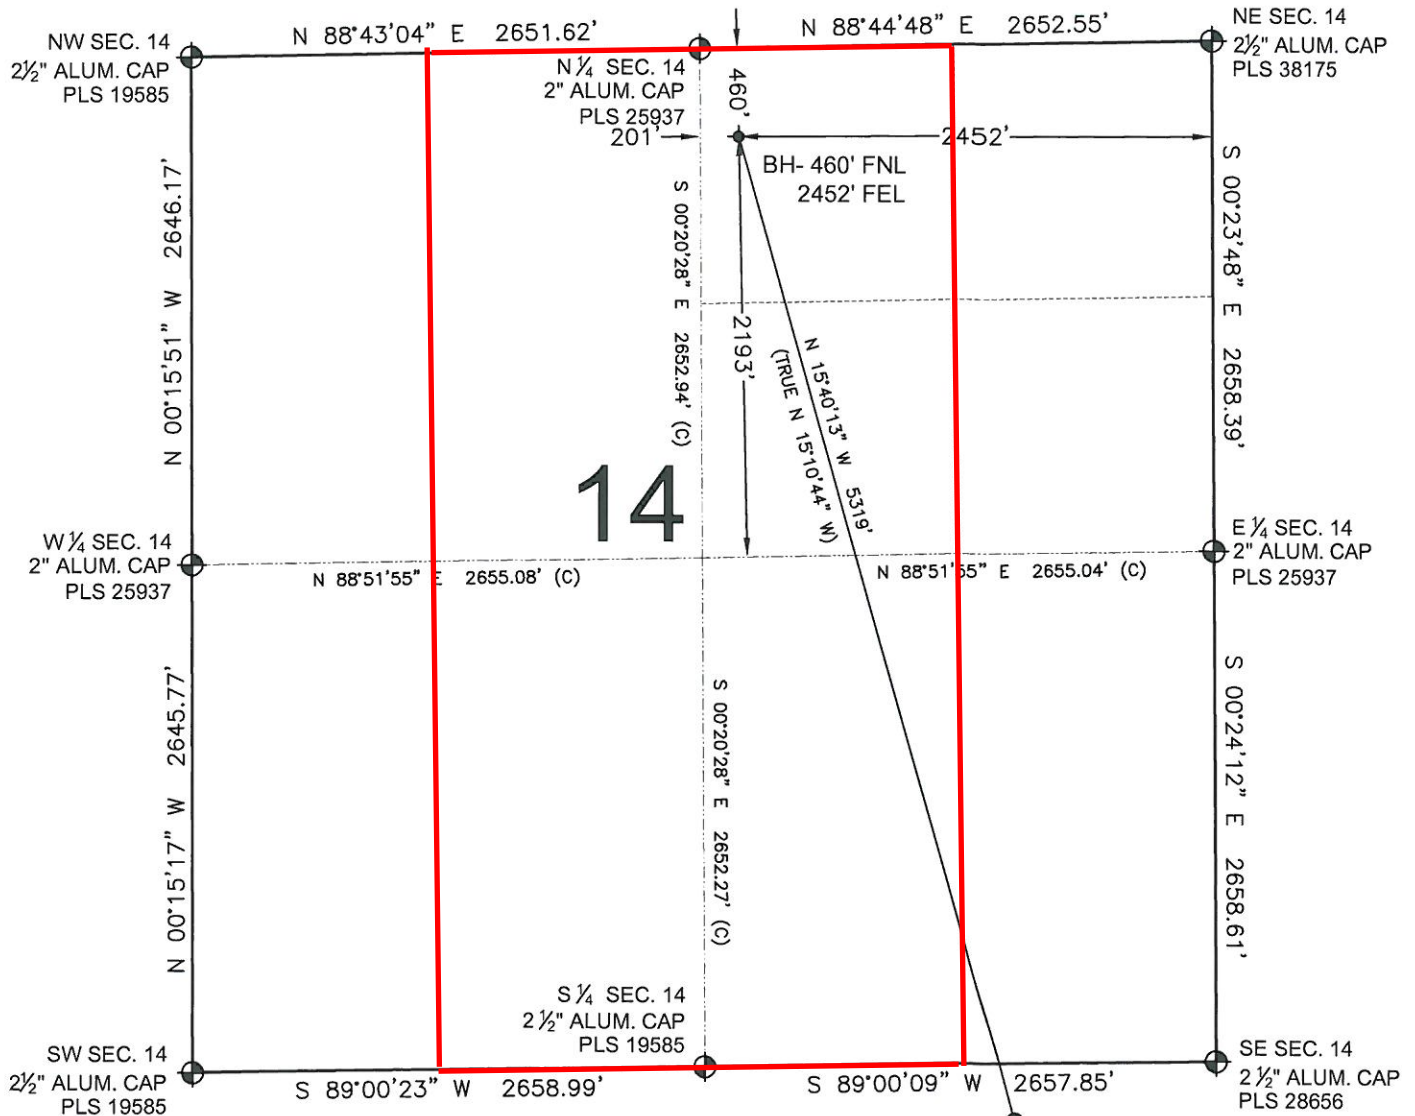 N 88°43'04" E 2651.62'
N 88°44'48" E 2652.55'
NW SEC. 14
2½" ALUM. CAP
PLS 19585
N ¼ SEC. 14
2" ALUM. CAP
PLS 25937
NE SEC. 14
2½" ALUM. CAP
PLS 38175
460'
201'
2452'
BH- 460' FNL
2452' FEL
N 00°15'51" W 2646.17'
S 00°20'28" E 2652.94' (C)
2193'
N 15°40'13" W 5319'
(TRUE N 15°10'44" W)
S 00°23'48" E 2658.39'
14
W ¼ SEC. 14
2" ALUM. CAP
PLS 25937
N 88°51'55" E 2655.08' (C)
N 88°51'55" E 2655.04' (C)
E ¼ SEC. 14
2" ALUM. CAP
PLS 25937
N 00°15'17" W 2645.77'
S 00°20'28" E 2652.27' (C)
S 00°24'12" E 2658.61'
S ¼ SEC. 14
2 ½" ALUM. CAP
PLS 19585
SW SEC. 14
2½" ALUM. CAP
PLS 19585
S 89°00'23" W 2658.99'
S 89°00'09" W 2657.85'
SE SEC. 14
2 ½" ALUM. CAP
PLS 28656